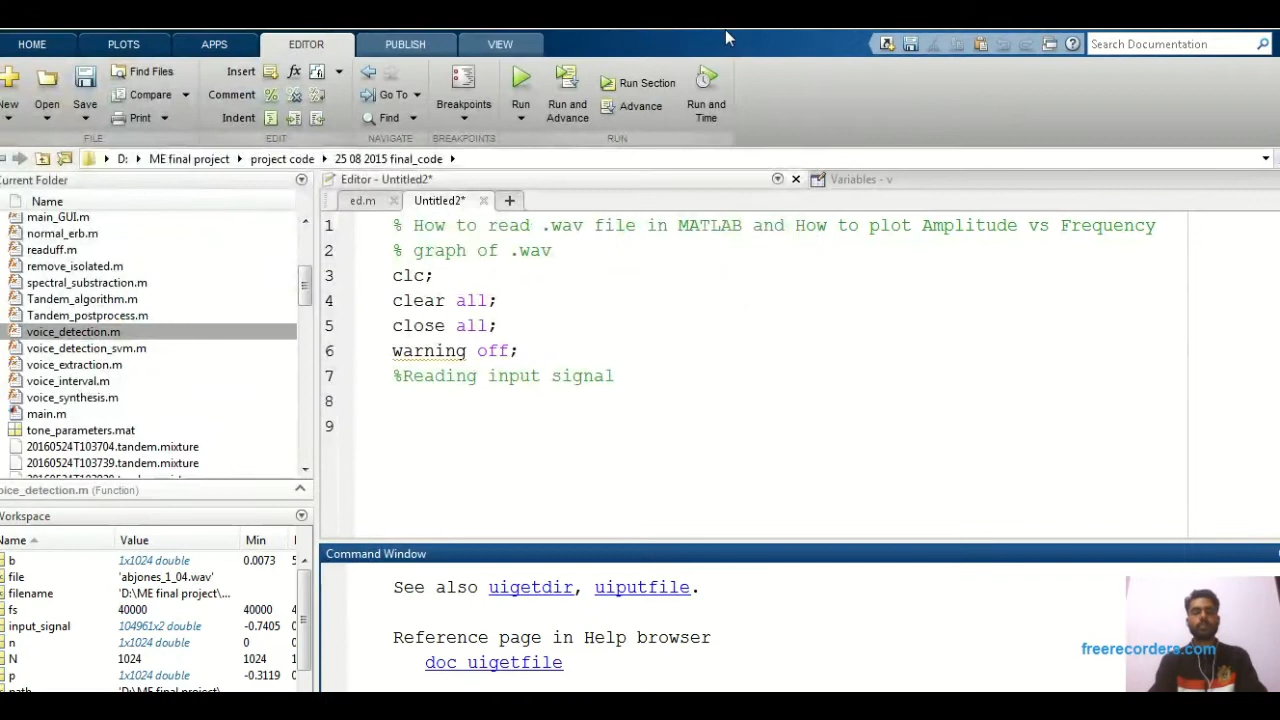 HOME PLOTS APPS EDITOR PUBLISH VIEW Search Documentation
New Open Save Find Files Compare Print FILE
Insert fx Comment Indent EDIT
Go To Find NAVIGATE
Breakpoints BREAKPOINTS
Run Run and Advance Run Section Advance Run and Time RUN
D: ME final project project code 25 08 2015 final_code
Current Folder
Name
main_GUI.m
normal_erb.m
readuff.m
remove_isolated.m
spectral_substraction.m
Tandem_algorithm.m
Tandem_postprocess.m
voice_detection.m
voice_detection_svm.m
voice_extraction.m
voice_interval.m
voice_synthesis.m
main.m
tone_parameters.mat
20160524T103704.tandem.mixture
20160524T103739.tandem.mixture
voice_detection.m (Function)
Workspace
Name Value Min
b 1x1024 double 0.0073
file 'abjones_1_04.wav'
filename 'D:\ME final project\...
fs 40000 40000
input_signal 104961x2 double -0.7405
n 1x1024 double 0
N 1024 1024
p 1x1024 double -0.3119
path 'D:\ME final project\
Editor - Untitled2* Variables - v
ed.m Untitled2*
1 % How to read .wav file in MATLAB and How to plot Amplitude vs Frequency
2 % graph of .wav
3 clc;
4 clear all;
5 close all;
6 warning off;
7 %Reading input signal
8
9
Command Window
See also uigetdir, uiputfile.
Reference page in Help browser
doc uigetfile
freerecorders.com